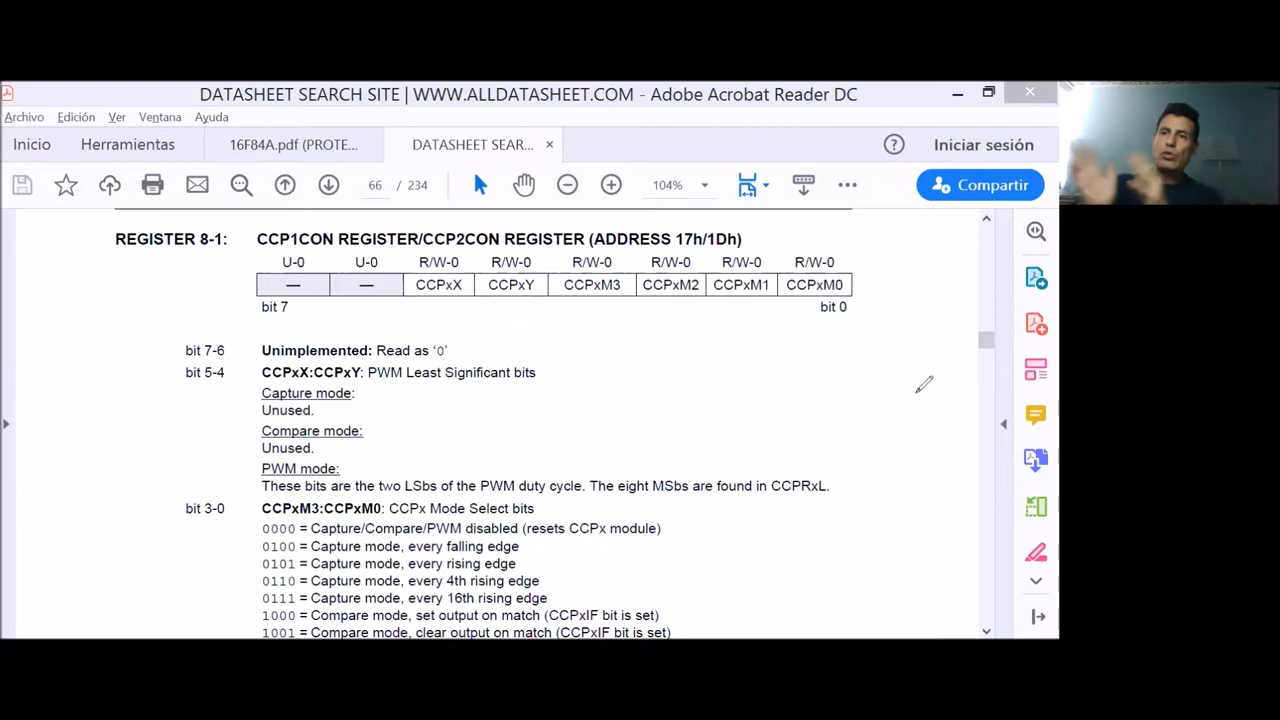 DATASHEET SEARCH SITE | WWW.ALLDATASHEET.COM - Adobe Acrobat Reader DC
Archivo Edición Ver Ventana Ayuda
Inicio Herramientas 16F84A.pdf (PROTE... DATASHEET SEAR... × ? Iniciar sesión
66 / 234 104% ••• Compartir
REGISTER 8-1: CCP1CON REGISTER/CCP2CON REGISTER (ADDRESS 17h/1Dh)
U-0 U-0 R/W-0 R/W-0 R/W-0 R/W-0 R/W-0 R/W-0
— — CCPxX CCPxY CCPxM3 CCPxM2 CCPxM1 CCPxM0
bit 7 bit 0
bit 7-6 Unimplemented: Read as ‘0’
bit 5-4 CCPxX:CCPxY: PWM Least Significant bits
Capture mode:
Unused.
Compare mode:
Unused.
PWM mode:
These bits are the two LSbs of the PWM duty cycle. The eight MSbs are found in CCPRxL.
bit 3-0 CCPxM3:CCPxM0: CCPx Mode Select bits
0000 = Capture/Compare/PWM disabled (resets CCPx module)
0100 = Capture mode, every falling edge
0101 = Capture mode, every rising edge
0110 = Capture mode, every 4th rising edge
0111 = Capture mode, every 16th rising edge
1000 = Compare mode, set output on match (CCPxIF bit is set)
1001 = Compare mode, clear output on match (CCPxIF bit is set)